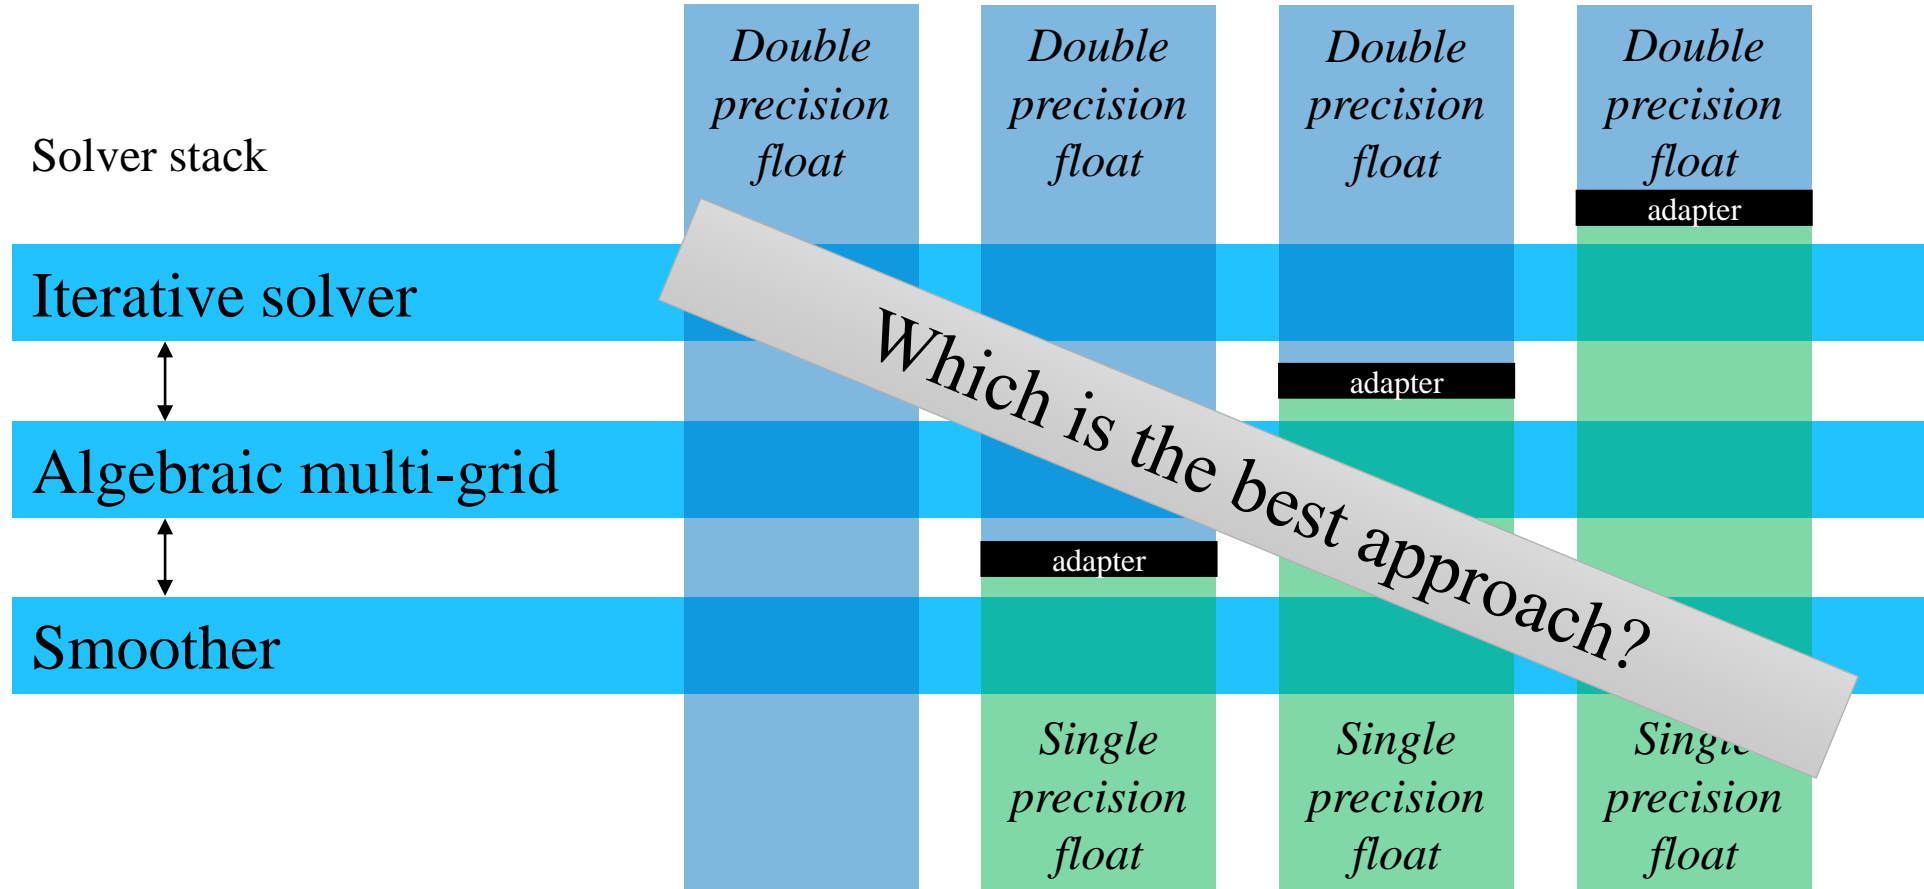 Double
precision
float
Double
precision
float
Double
precision
float
Double
precision
float
Solver stack
adapter
Iterative solver
Which is the best approach?
adapter
Algebraic multi-grid
adapter
Smoother
Single
precision
float
Single
precision
float
Single
precision
float